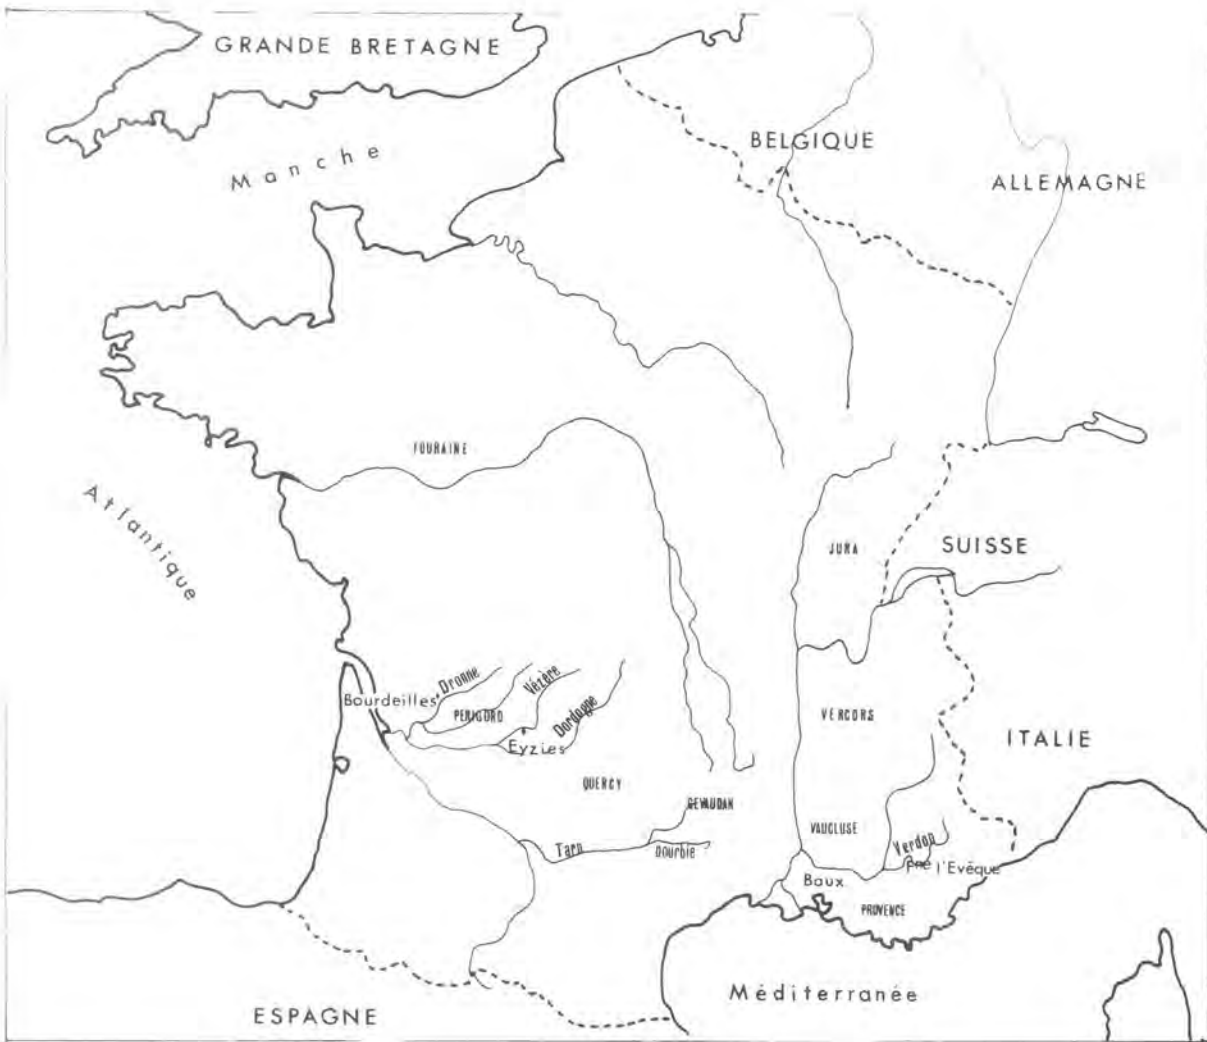 GRANDE BRETAGNE
Manche
BELGIQUE
ALLEMAGNE
TOURAINE
Atlantique
JURA
SUISSE
Dronne
Vézère
Bourdeilles
PERIGORD
Dordogne
VERCORS
Eyzies
ITALIE
QUERCY
GEVAUDAN
VAUCLUSE
Verdon
Tarn
Dourbie
Pné l'Evêque
Baux
PROVENCE
Méditerranée
ESPAGNE